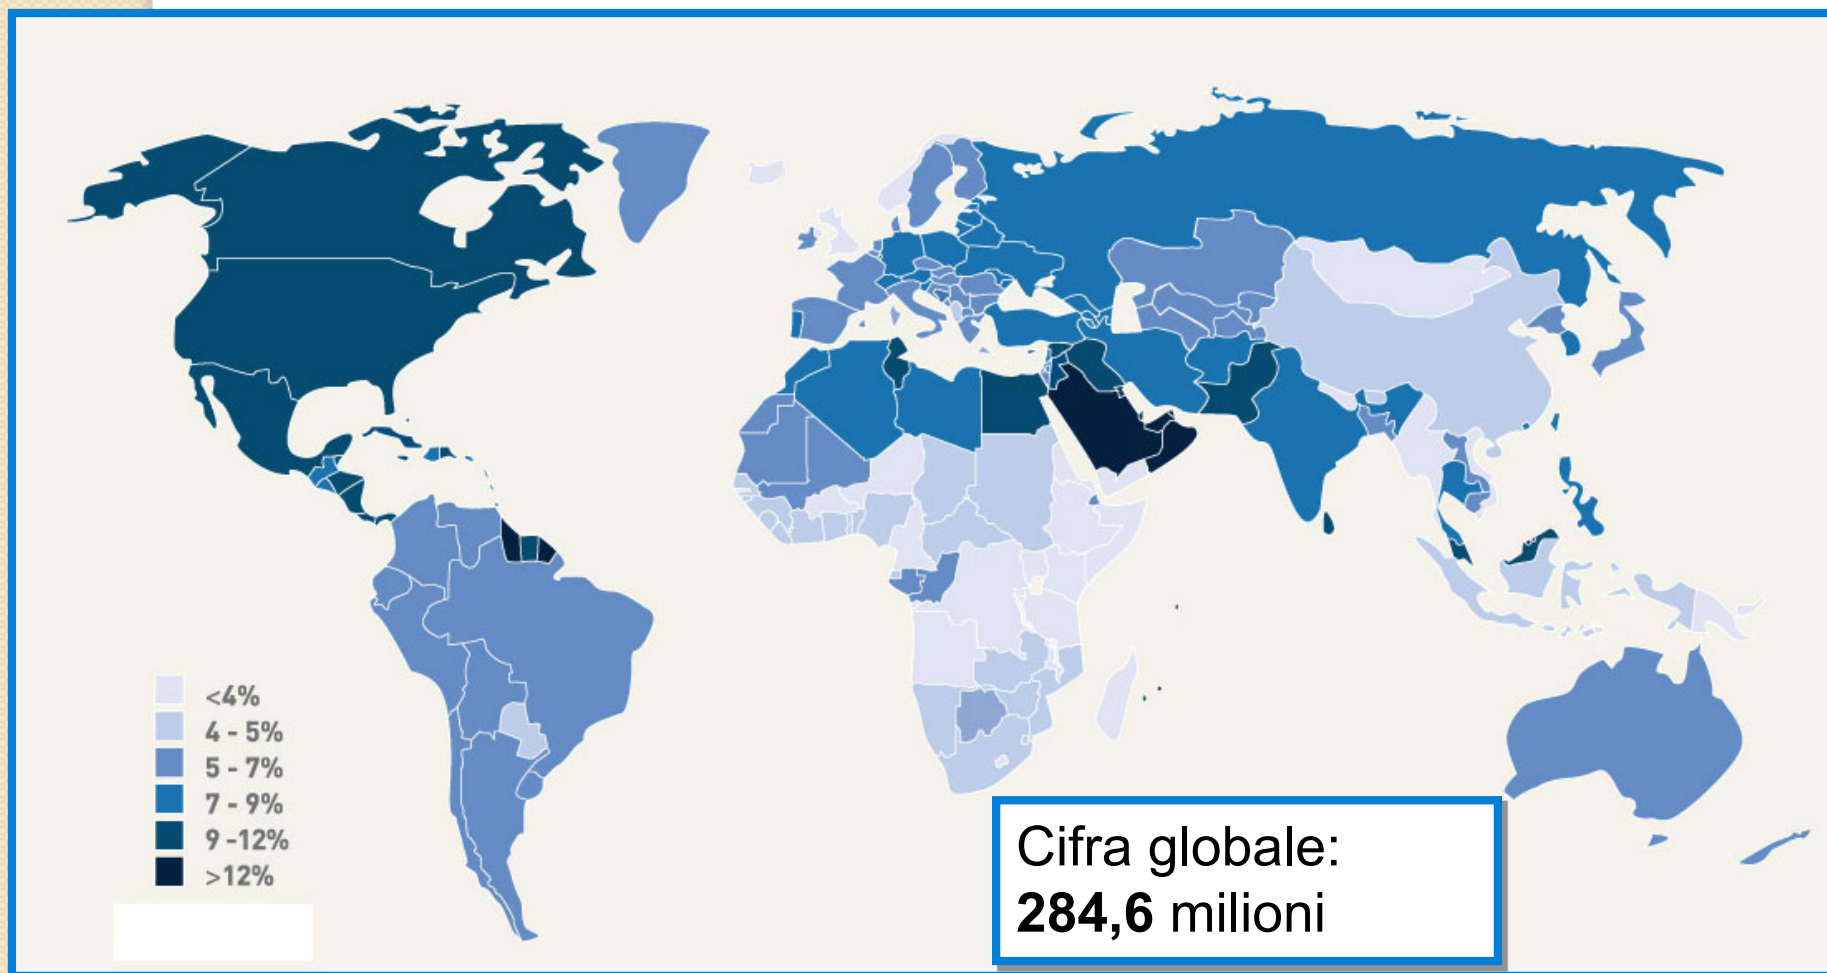 <4%
4 - 5%
5 - 7%
7 - 9%
9 -12%
>12%
Cifra globale:
284,6 milioni